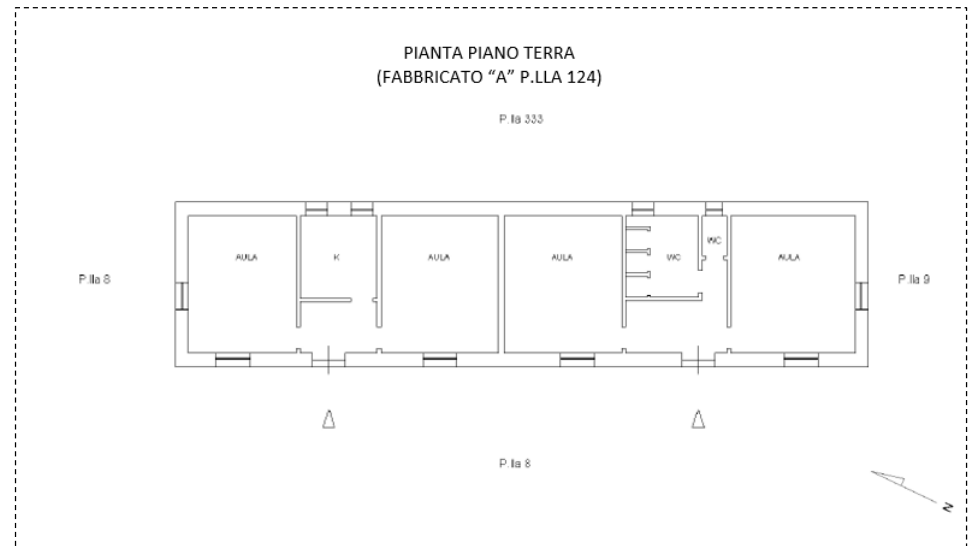 PIANTA PIANO TERRA
(FABBRICATO “A” P.LLA 124)
P.lla 333
AULA
K
AULA
AULA
WC
WC
AULA
P.lla 8
P.lla 9
P.lla 8
N